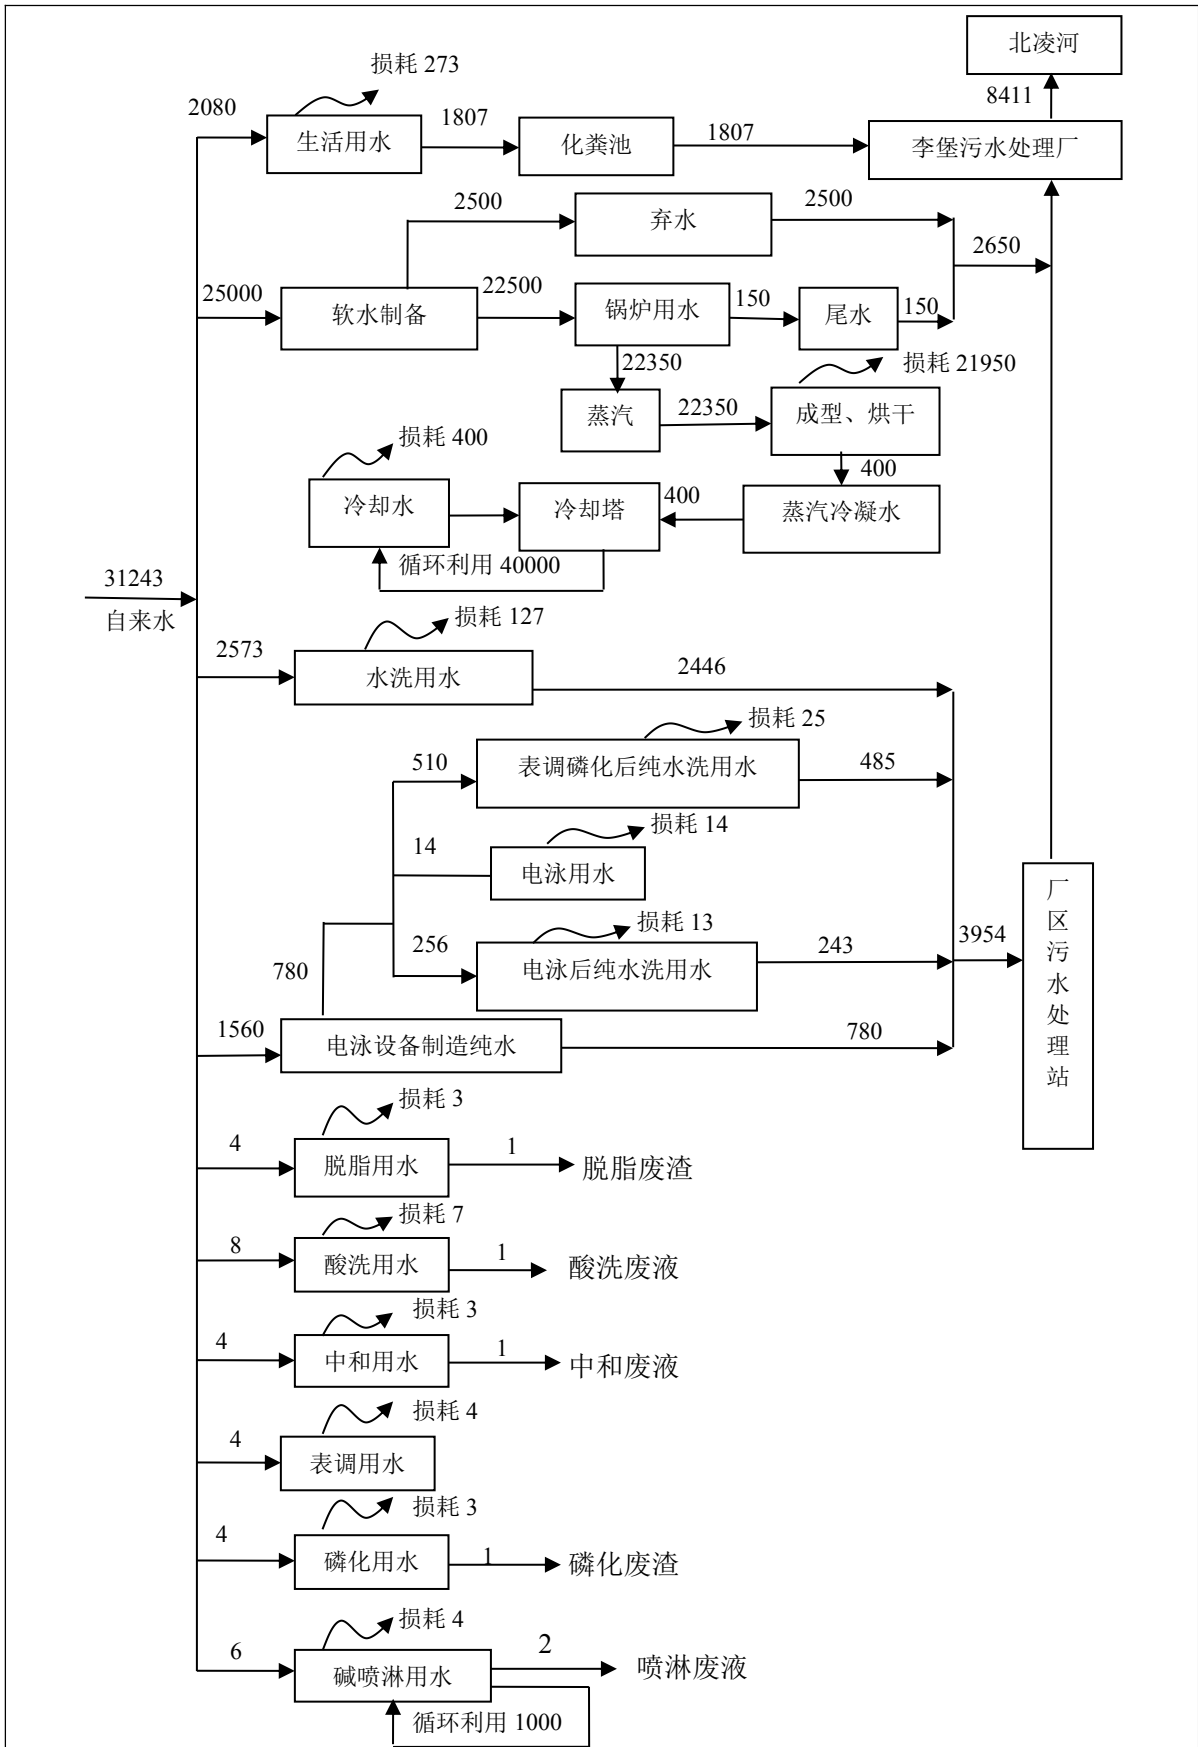 北凌河
损耗 273
8411
2080
生活用水
1807
化粪池
1807
李堡污水处理厂
2500
弃水
2500
2650
25000
软水制备
22500
锅炉用水
150
尾水
150
22350
损耗 21950
蒸汽
22350
成型、烘干
损耗 400
400
冷却水
冷却塔
400
蒸汽冷凝水
循环利用 40000
31243
自来水
损耗 127
2573
水洗用水
2446
损耗 25
510
表调磷化后纯水洗用水
485
损耗 14
14
电泳用水
损耗 13
256
电泳后纯水洗用水
243
3954
厂区污水处理站
780
1560
电泳设备制造纯水
780
损耗 3
4
脱脂用水
1
脱脂废渣
损耗 7
8
酸洗用水
1
酸洗废液
损耗 3
4
中和用水
1
中和废液
损耗 4
4
表调用水
损耗 3
4
磷化用水
1
磷化废渣
损耗 4
6
碱喷淋用水
2
喷淋废液
循环利用 1000